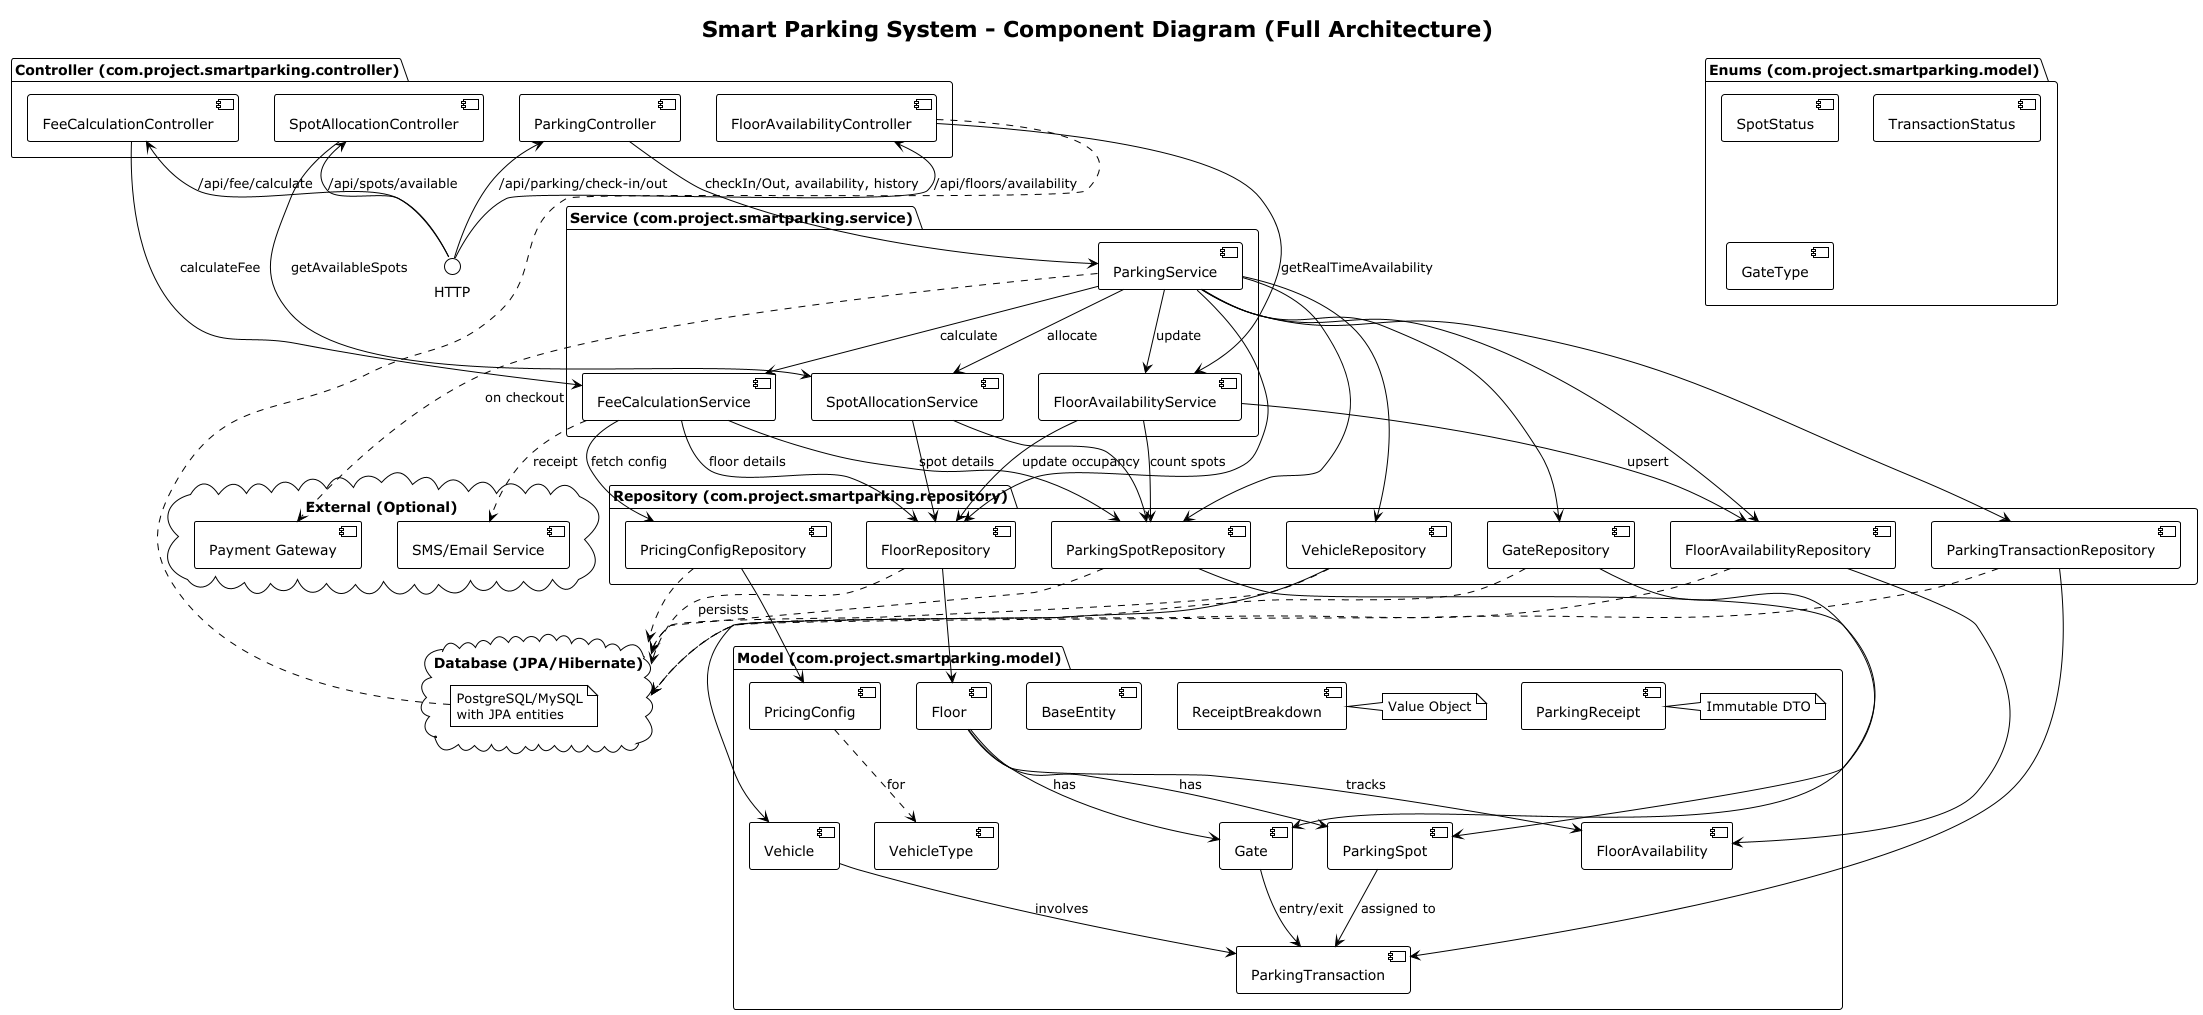 Smart Parking System - Component Diagram (Full Architecture)
Controller (com.project.smartparking.controller)
FeeCalculationController
SpotAllocationController
ParkingController
FloorAvailabilityController
Enums (com.project.smartparking.model)
SpotStatus
TransactionStatus
GateType
/api/fee/calculate
/api/spots/available
/api/parking/check-in/out
checkIn/Out, availability, history
/api/floors/availability
Service (com.project.smartparking.service)
ParkingService
calculateFee
getAvailableSpots
HTTP
getRealTimeAvailability
calculate
allocate
update
on checkout
FeeCalculationService
SpotAllocationService
FloorAvailabilityService
receipt
fetch config
floor details
spot details
update occupancy
count spots
upsert
External (Optional)
Payment Gateway
SMS/Email Service
Repository (com.project.smartparking.repository)
PricingConfigRepository
FloorRepository
ParkingSpotRepository
VehicleRepository
GateRepository
FloorAvailabilityRepository
ParkingTransactionRepository
persists
Database (JPA/Hibernate)
PostgreSQL/MySQL
with JPA entities
Model (com.project.smartparking.model)
PricingConfig
Floor
BaseEntity
ReceiptBreakdown
Value Object
ParkingReceipt
Immutable DTO
for
has
has
tracks
Vehicle
VehicleType
Gate
ParkingSpot
FloorAvailability
involves
entry/exit
assigned to
ParkingTransaction